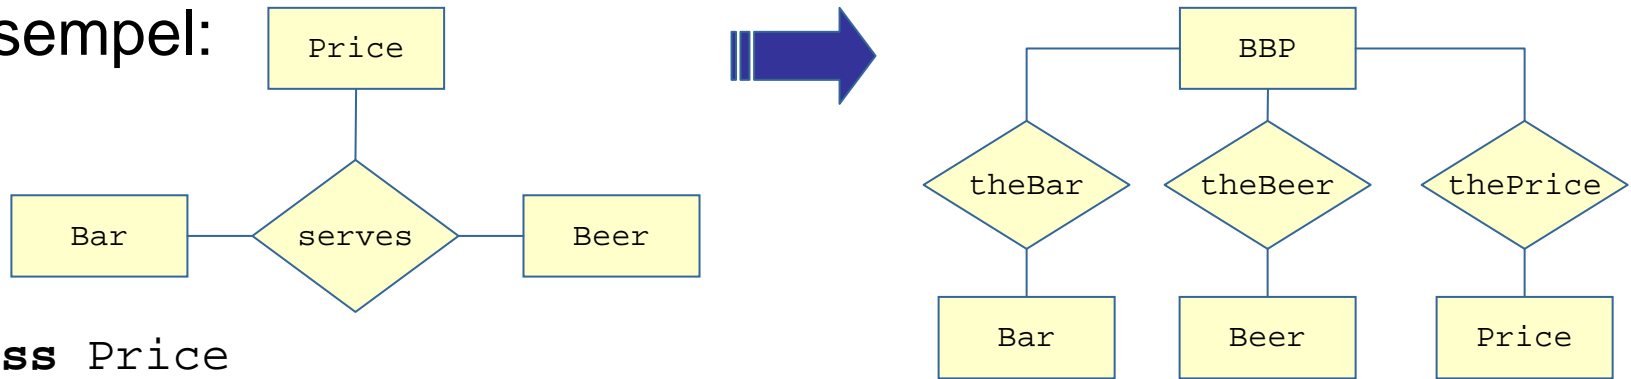 sempel:
Price
Bar
serves
Beer
BBP
theBar
theBeer
thePrice
Bar
Beer
Price
ss Price